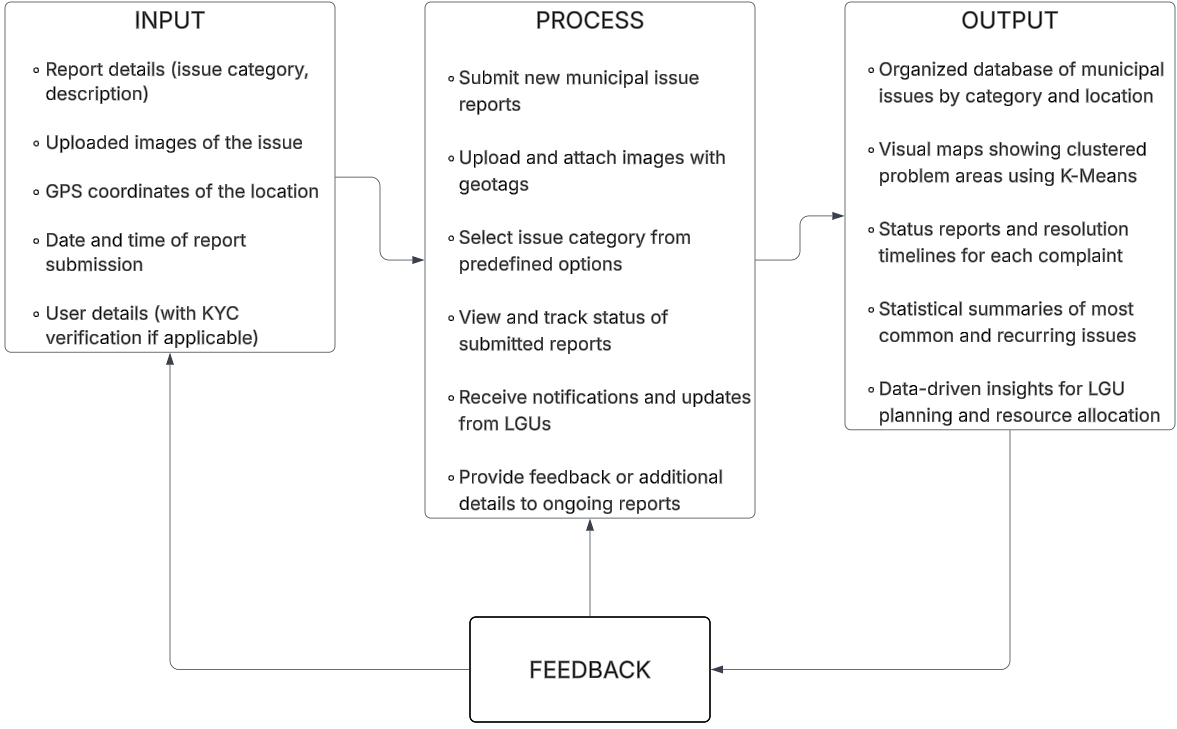 INPUT
Report details (issue category,
description)
Uploaded images of the issue
GPS coordinates of the location
Date and time of report
submission
User details (with KYC
verification if applicable)
PROCESS
Submit new municipal issue
reports
Upload and attach images with
geotags
Select issue category from
predefined options
View and track status of
submitted reports
Receive notifications and updates
from LGUs
Provide feedback or additional
details to ongoing reports
OUTPUT
Organized database of municipal
issues by category and location
Visual maps showing clustered
problem areas using K-Means
Status reports and resolution
timelines for each complaint
Statistical summaries of most
common and recurring issues
Data-driven insights for LGU
planning and resource allocation
FEEDBACK